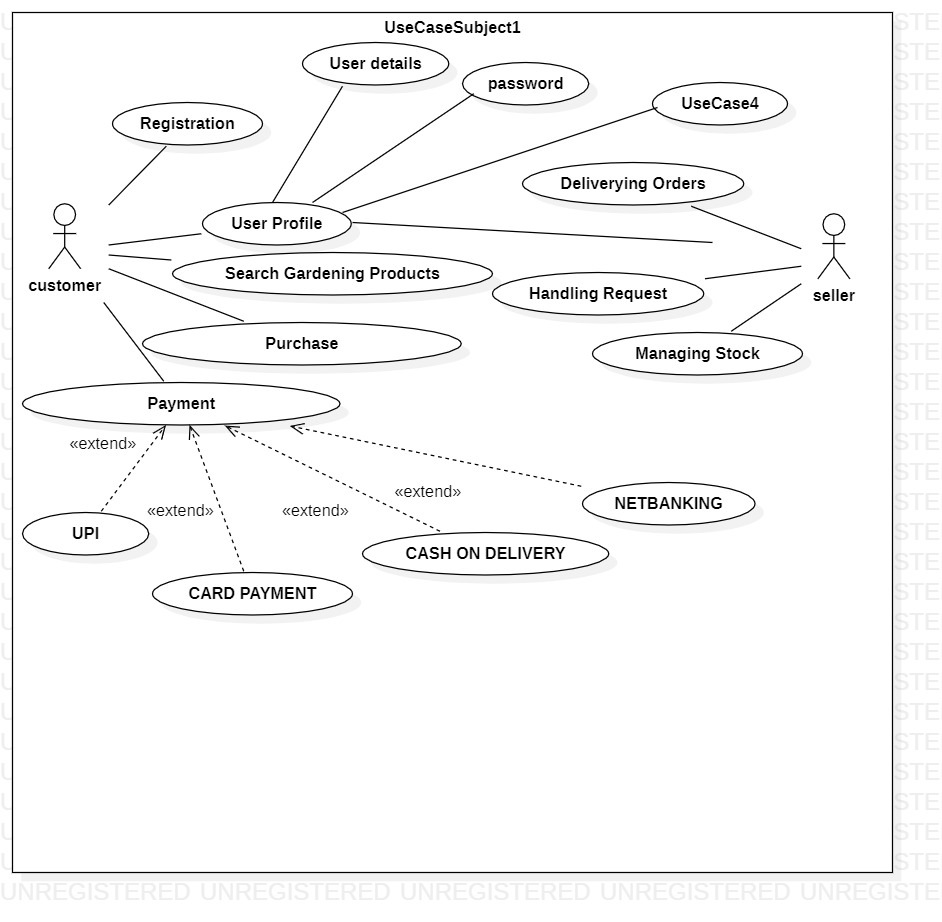 UseCaseSubject1
User details
password
UseCase4
Registration
Deliverying Orders
User Profile
customer
Search Gardening Products
Handling Request
seller
Purchase
Managing Stock
Payment
«extend»
«extend»
«extend»
«extend»
NETBANKING
UPI
CASH ON DELIVERY
CARD PAYMENT
UNREGISTERED UNREGISTERED UNREGISTERED UNREGISTERED UNREGISTE